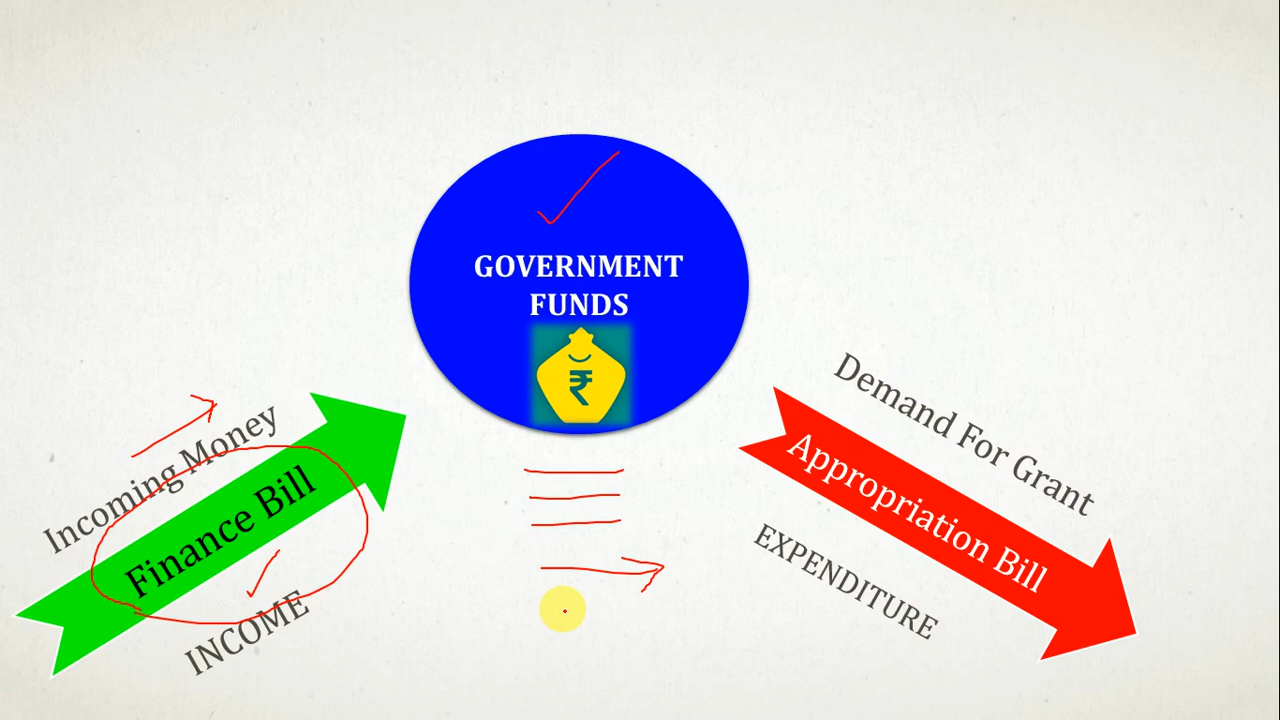 GOVERNMENT
FUNDS
₹
Incoming Money
Finance Bill
INCOME
Demand For Grant
Appropriation Bill
EXPENDITURE